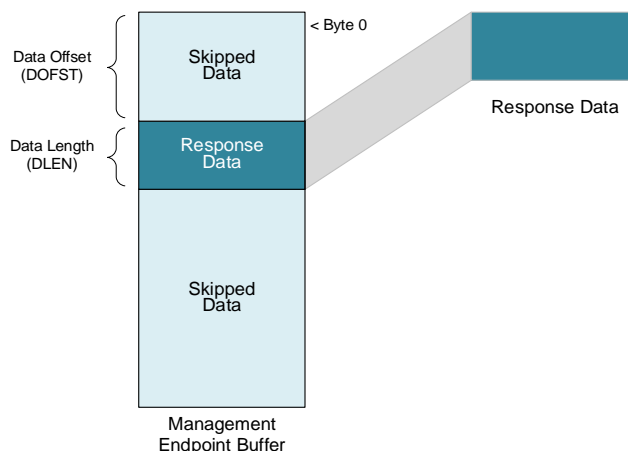 < Byte 0
Data Offset
(DOFST)
Skipped
Data
Response Data
Data Length
(DLEN)
Response
Data
Skipped
Data
Management
Endpoint Buffer